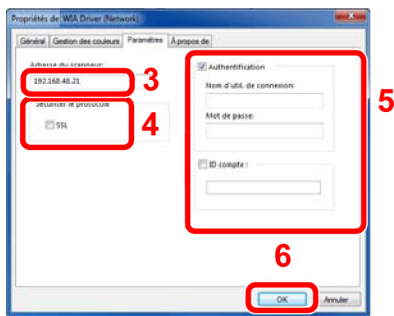 Propriétés de WIA Driver (Network)
Général
Gestion des couleurs
Paramètres
À propos de
Adresse du scanneur:
192.168.48.21
3
Sécuriser le protocole
SSL
4
Authentification
Nom d'util. de connexion:
Mot de passe:
ID compte :
5
6
OK
Annuler